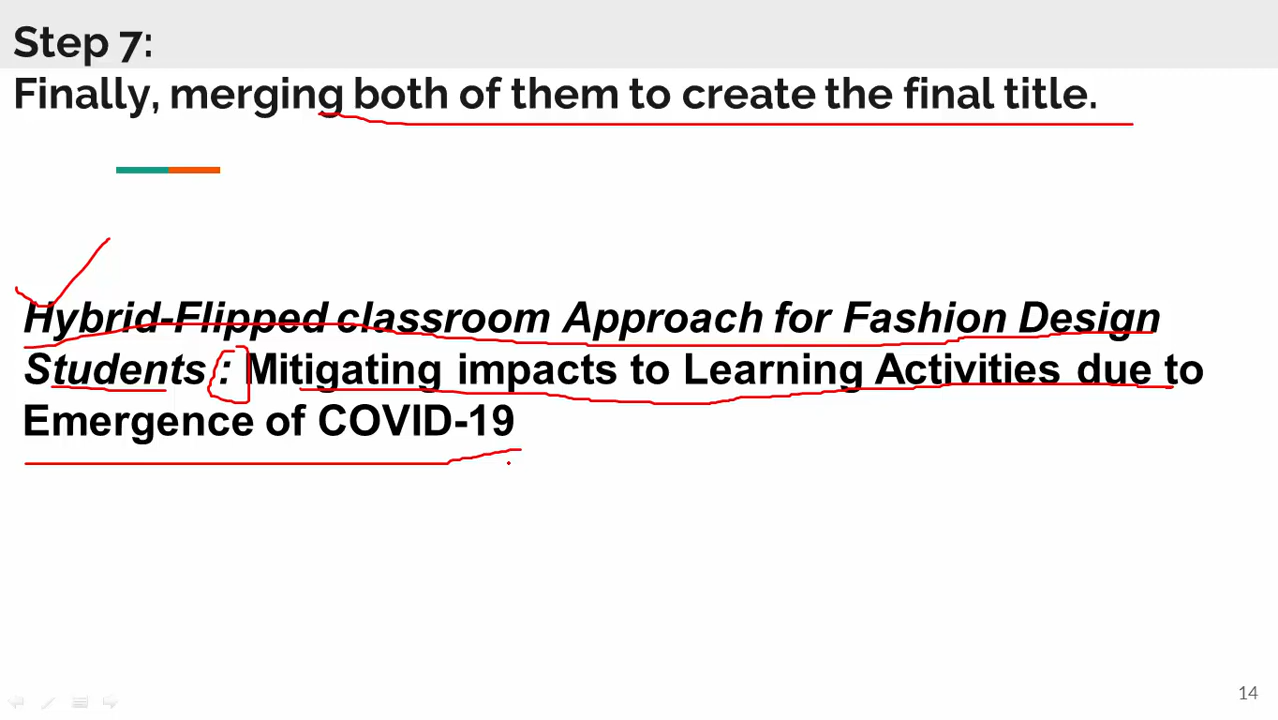 Step 7:
Finally, merging both of them to create the final title.
Hybrid-Flipped classroom Approach for Fashion Design
Students : Mitigating impacts to Learning Activities due to
Emergence of COVID-19
14